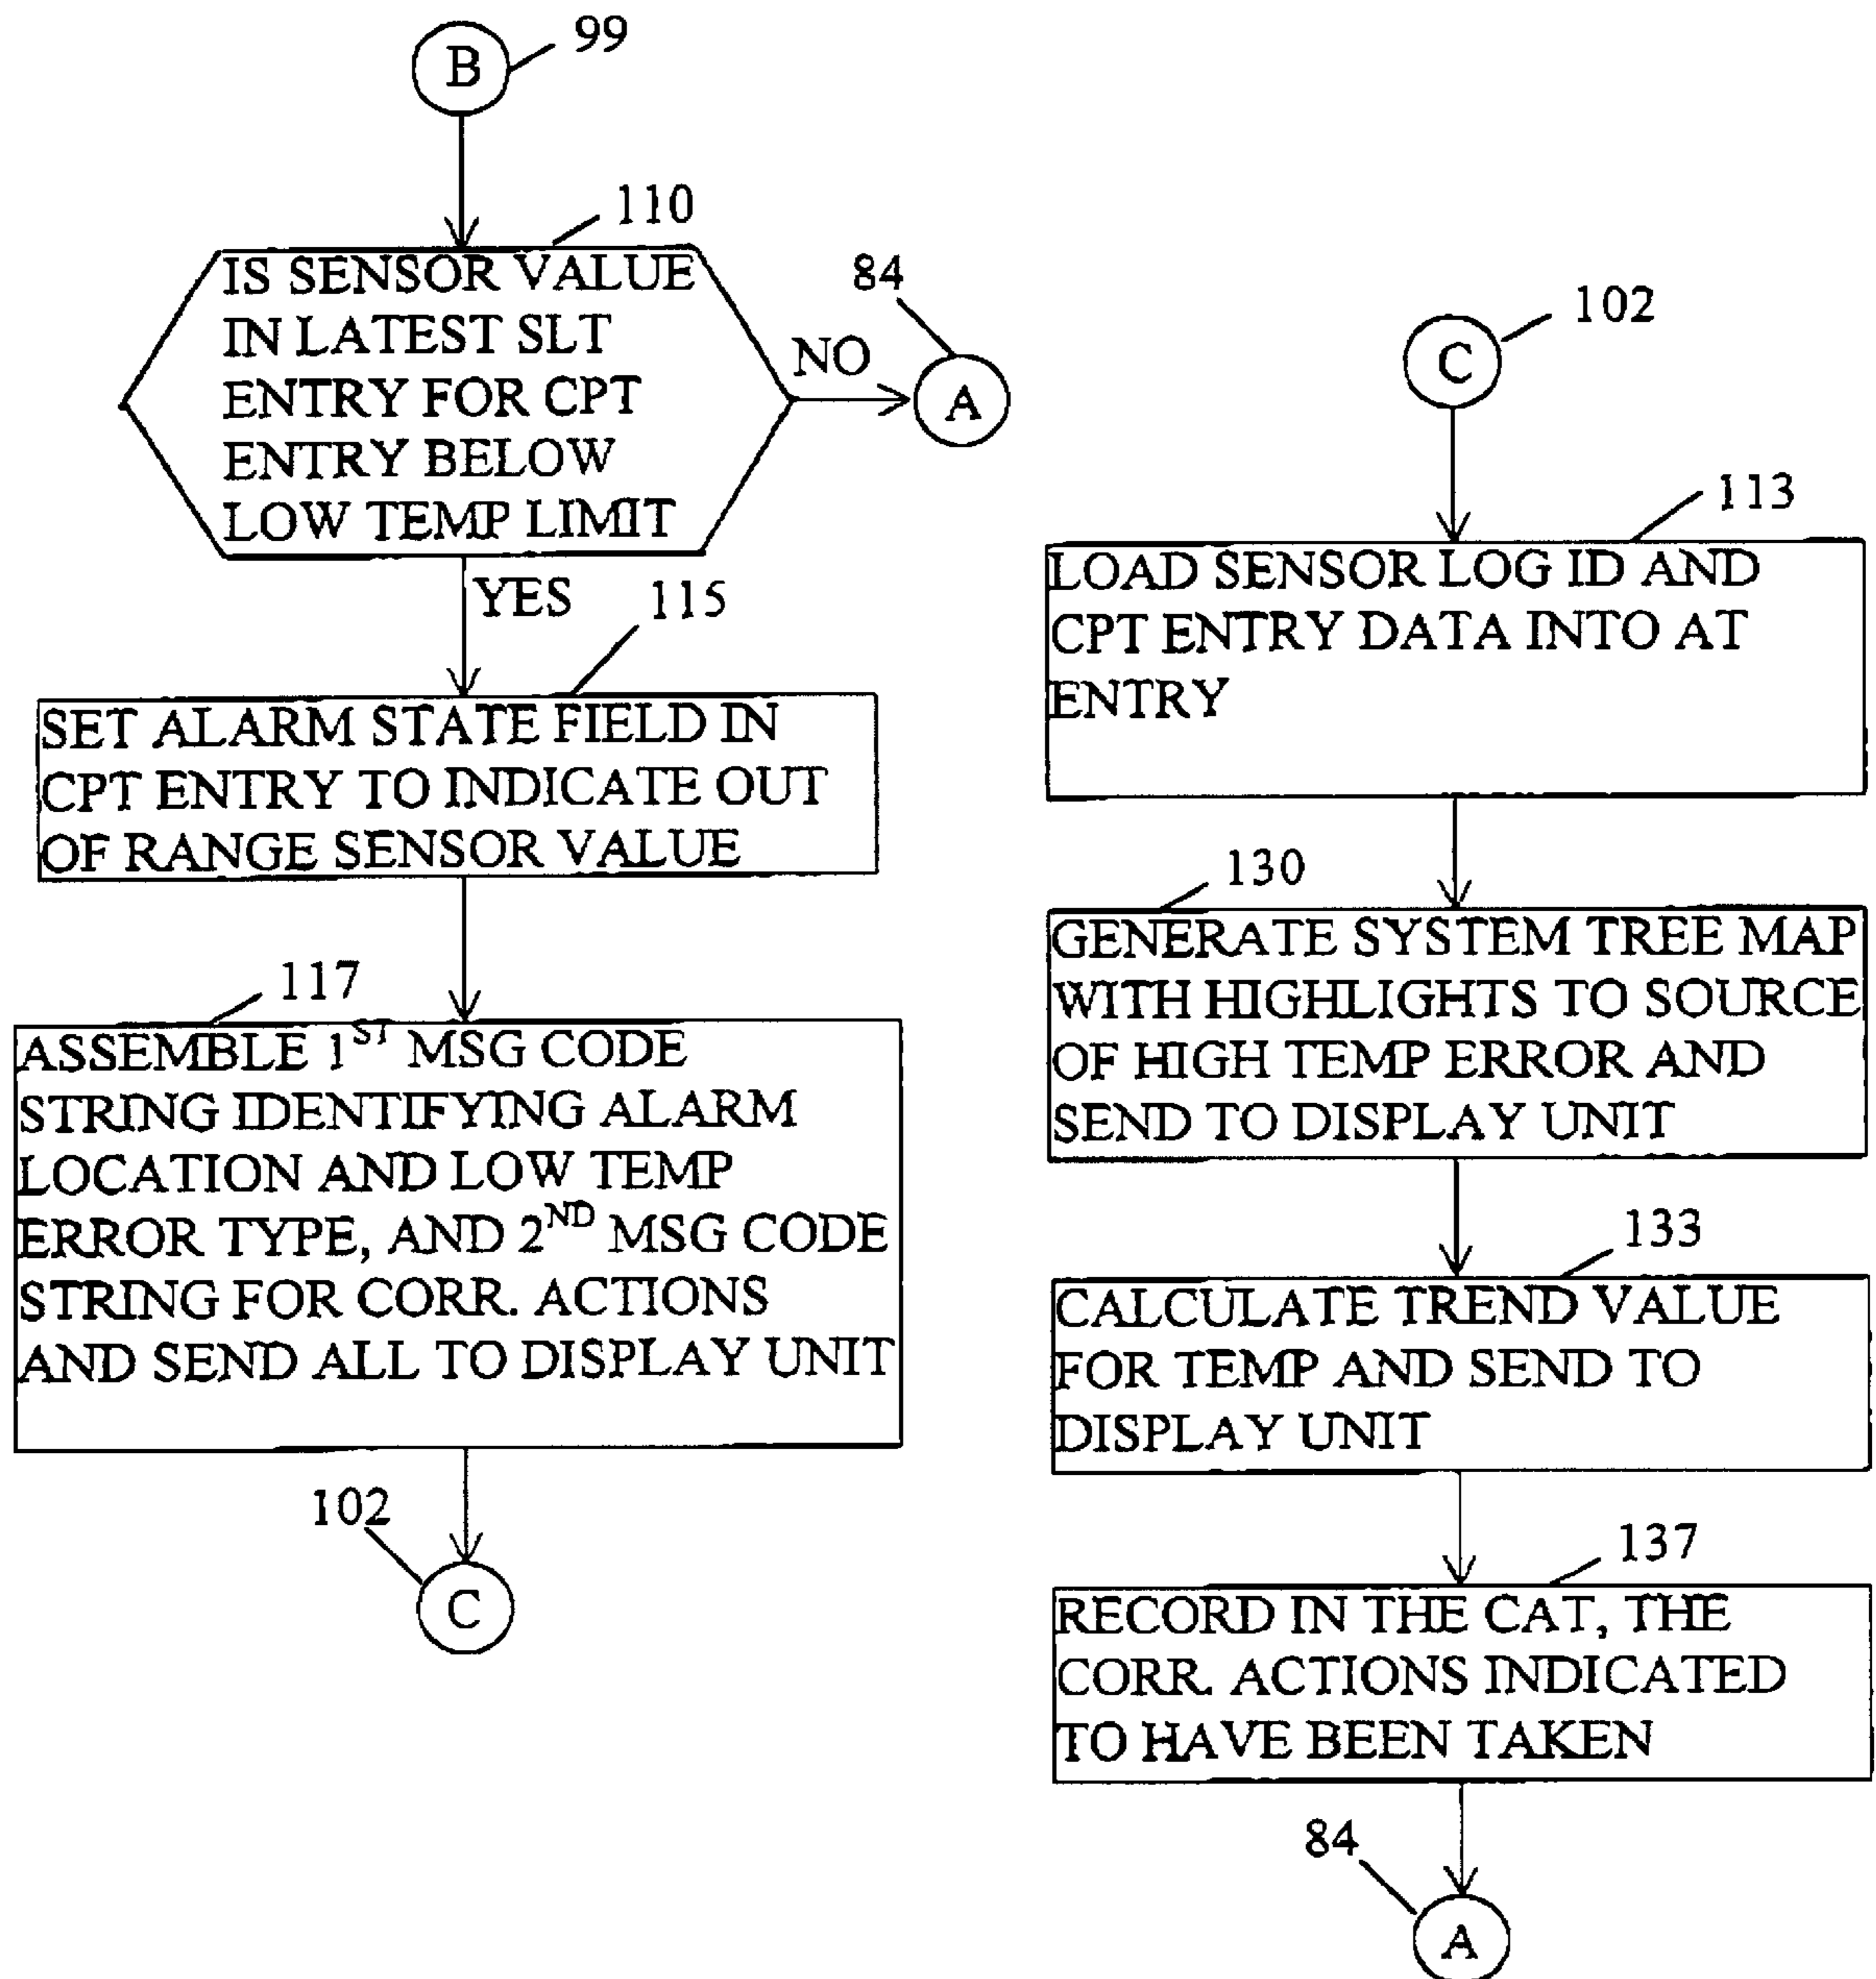 B
99
110
IS SENSOR VALUE
IN LATEST SLT
ENTRY FOR CPT
ENTRY BELOW
LOW TEMP LIMIT
NO
84
A
YES
115
SET ALARM STATE FIELD IN
CPT ENTRY TO INDICATE OUT
OF RANGE SENSOR VALUE
117
ASSEMBLE 1ST MSG CODE
STRING IDENTIFYING ALARM
LOCATION AND LOW TEMP
ERROR TYPE, AND 2ND MSG CODE
STRING FOR CORR. ACTIONS
AND SEND ALL TO DISPLAY UNIT
102
C
C
102
113
LOAD SENSOR LOG ID AND
CPT ENTRY DATA INTO AT
ENTRY
130
GENERATE SYSTEM TREE MAP
WITH HIGHLIGHTS TO SOURCE
OF HIGH TEMP ERROR AND
SEND TO DISPLAY UNIT
133
CALCULATE TREND VALUE
FOR TEMP AND SEND TO
DISPLAY UNIT
137
RECORD IN THE CAT, THE
CORR. ACTIONS INDICATED
TO HAVE BEEN TAKEN
84
A